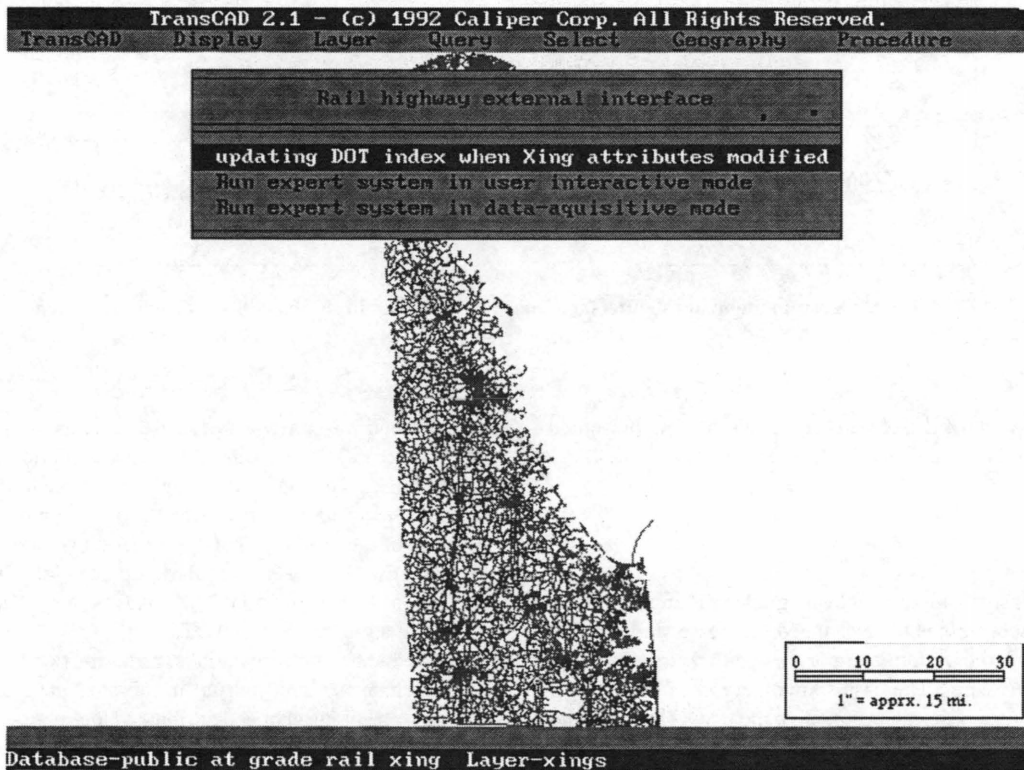 TransCAD 2.1 - (c) 1992 Caliper Corp. All Rights Reserved.
TransCAD Display Layer Query Select Geography Procedure
Rail highway external interface
updating DOT index when Xing attributes modified
Run expert system in user interactive mode
Run expert system in data-aquisitive mode
0 10 20 30
1" = apprx. 15 mi.
Database-public at grade rail xing Layer-xings